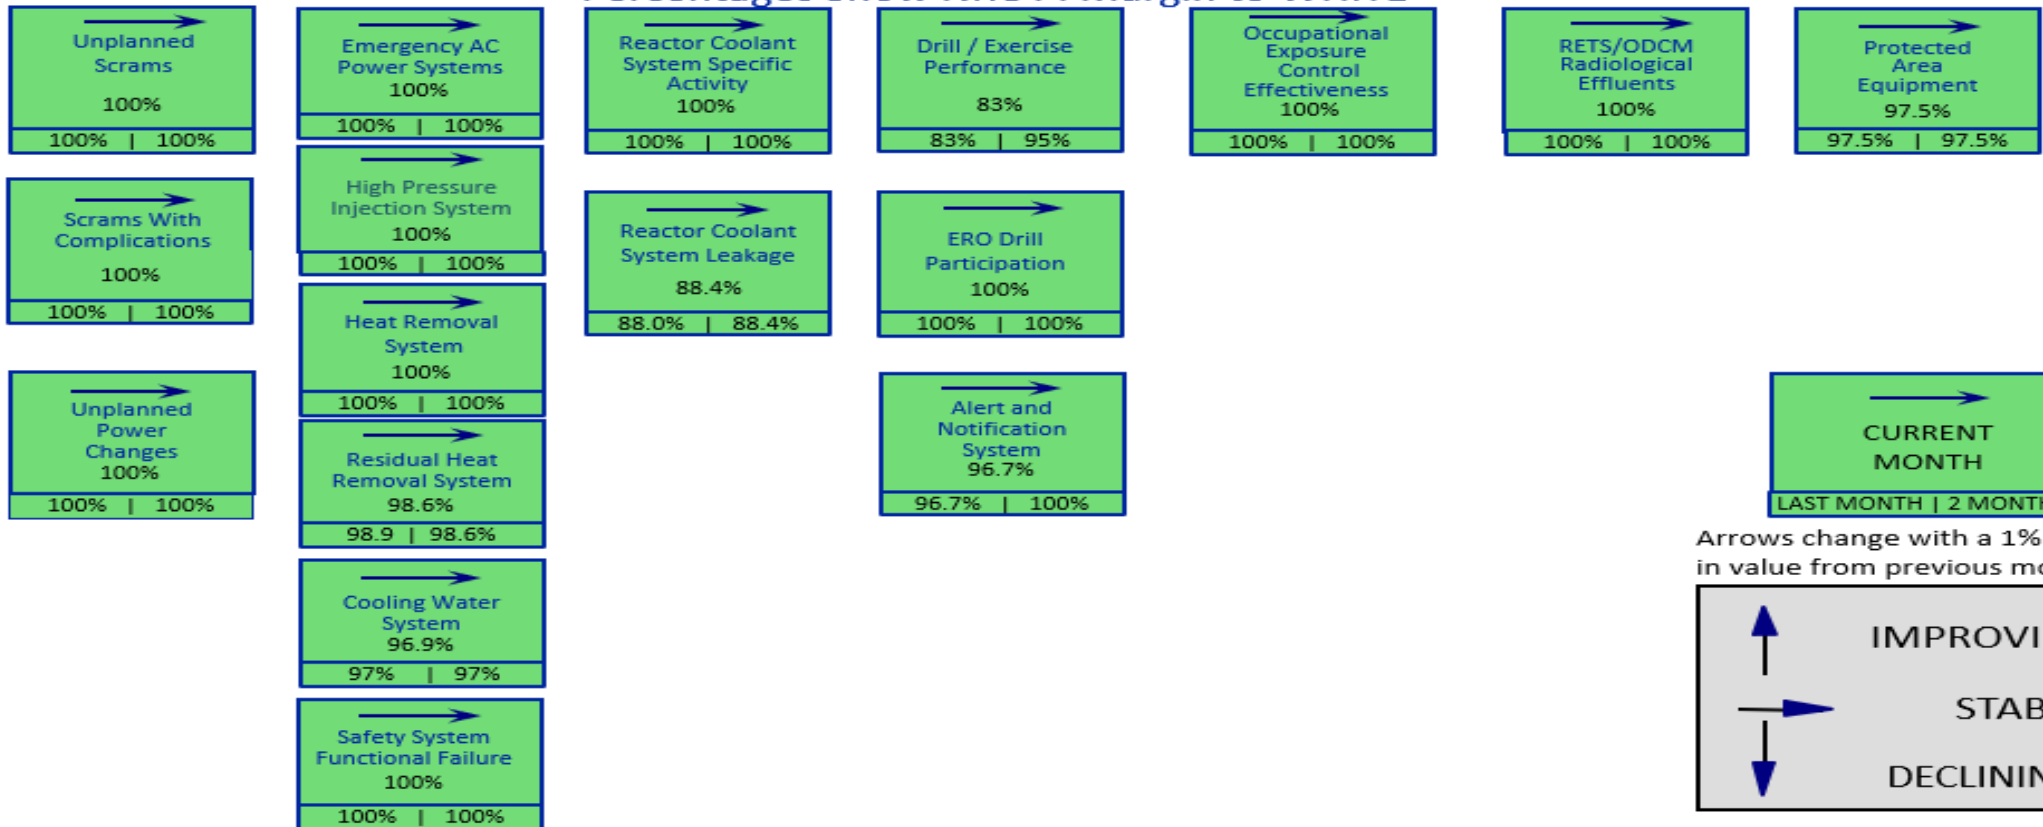 Unplanned
Scrams
100%
100% | 100%
Scrams With
Complications
100%
100% | 100%
Unplanned
Power
Changes
100%
100% | 100%
Emergency AC
Power Systems
100%
100% | 100%
High Pressure
Injection System
100%
100% | 100%
Heat Removal
System
100%
100% | 100%
Residual Heat
Removal System
98.6%
98.9 | 98.6%
Cooling Water
System
96.9%
97% | 97%
Safety System
Functional Failure
100%
100% | 100%
Reactor Coolant
System Specific
Activity
100%
100% | 100%
Reactor Coolant
System Leakage
88.4%
88.0% | 88.4%
Drill / Exercise
Performance
83%
83% | 95%
ERO Drill
Participation
100%
100% | 100%
Alert and
Notification
System
96.7%
96.7% | 100%
Occupational
Exposure
Control
Effectiveness
100%
100% | 100%
RETS/ODCM
Radiological
Effluents
100%
100% | 100%
Protected
Area
Equipment
97.5%
97.5% | 97.5%
CURRENT
MONTH
LAST MONTH | 2 MONTH
Arrows change with a 1%
in value from previous mo
IMPROVI
STAB
DECLININ